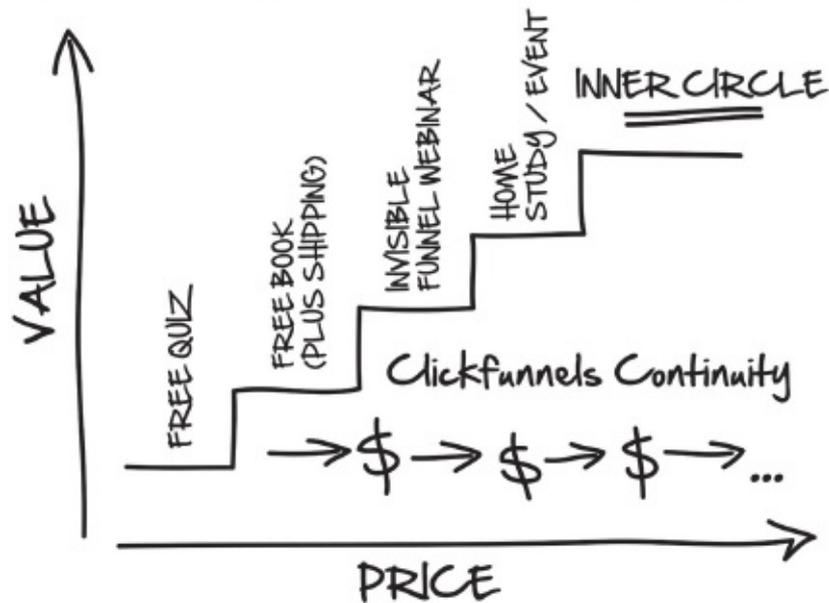 VALUE
FREE QUIZ
FREE BOOK
(PLUS SHIPPING)
INVISIBLE
FUNNEL WEBINAR
HOME
STUDY / EVENT
INNER CIRCLE
Clickfunnels Continuity
→ $ → $ → $ → ...
PRICE